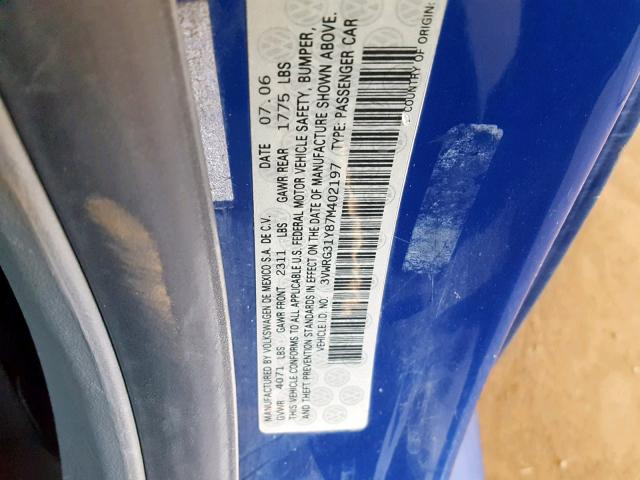 MANUFACTURED BY VOLKSWAGEN DE MEXICO S.A. DE C.V. DATE 07.06
GVWR 4071 LBS GAWR FRONT 2311 LBS GAWR REAR 1775 LBS
THIS VEHICLE CONFORMS TO ALL APPLICABLE U.S. FEDERAL MOTOR VEHICLE SAFETY, BUMPER,
AND THEFT PREVENTION STANDARDS IN EFFECT ON THE DATE OF MANUFACTURE SHOWN ABOVE.
VEHICLE I.D. NO. 3VWRG31Y87M402197 TYPE: PASSENGER CAR
COUNTRY OF ORIGIN: